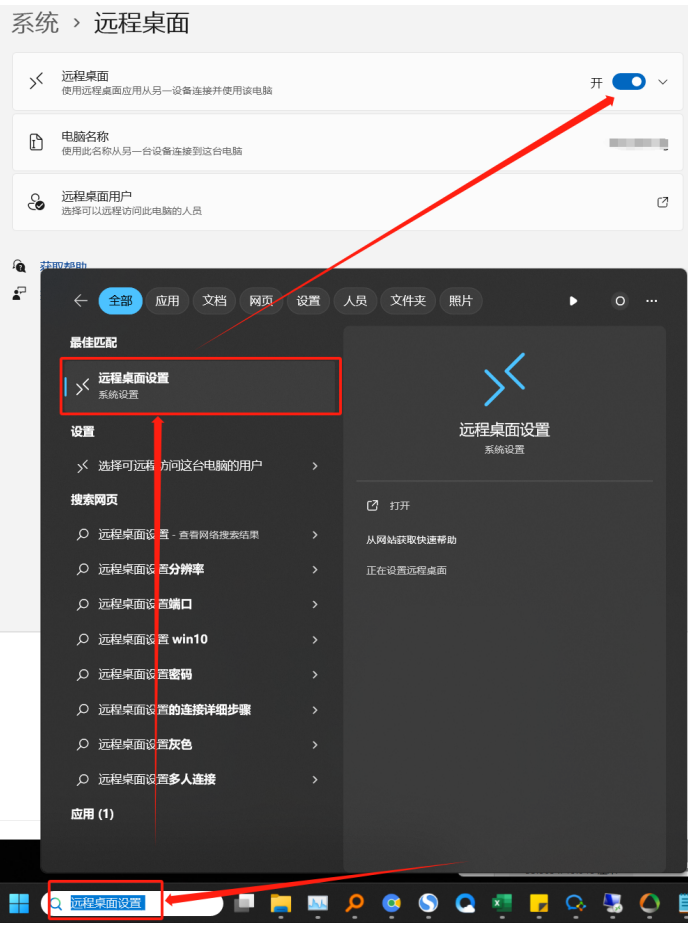 系统 › 远程桌面
远程桌面
使用远程桌面应用从另一设备连接并使用该电脑
开
电脑名称
使用此名称从另一台设备连接到这台电脑
远程桌面用户
选择可以远程访问此电脑的人员
获取帮助
全部 应用 文档 网页 设置 人员 文件夹 照片 O ...
最佳匹配
远程桌面设置
系统设置
设置
选择可远程访问这台电脑的用户
搜索网页
远程桌面设置 - 查看网络搜索结果
远程桌面设置分辨率
远程桌面设置端口
远程桌面设置 win10
远程桌面设置密码
远程桌面设置的连接详细步骤
远程桌面设置灰色
远程桌面设置多人连接
应用 (1)
远程桌面设置
系统设置
打开
从网站获取快速帮助
正在设置远程桌面
远程桌面设置